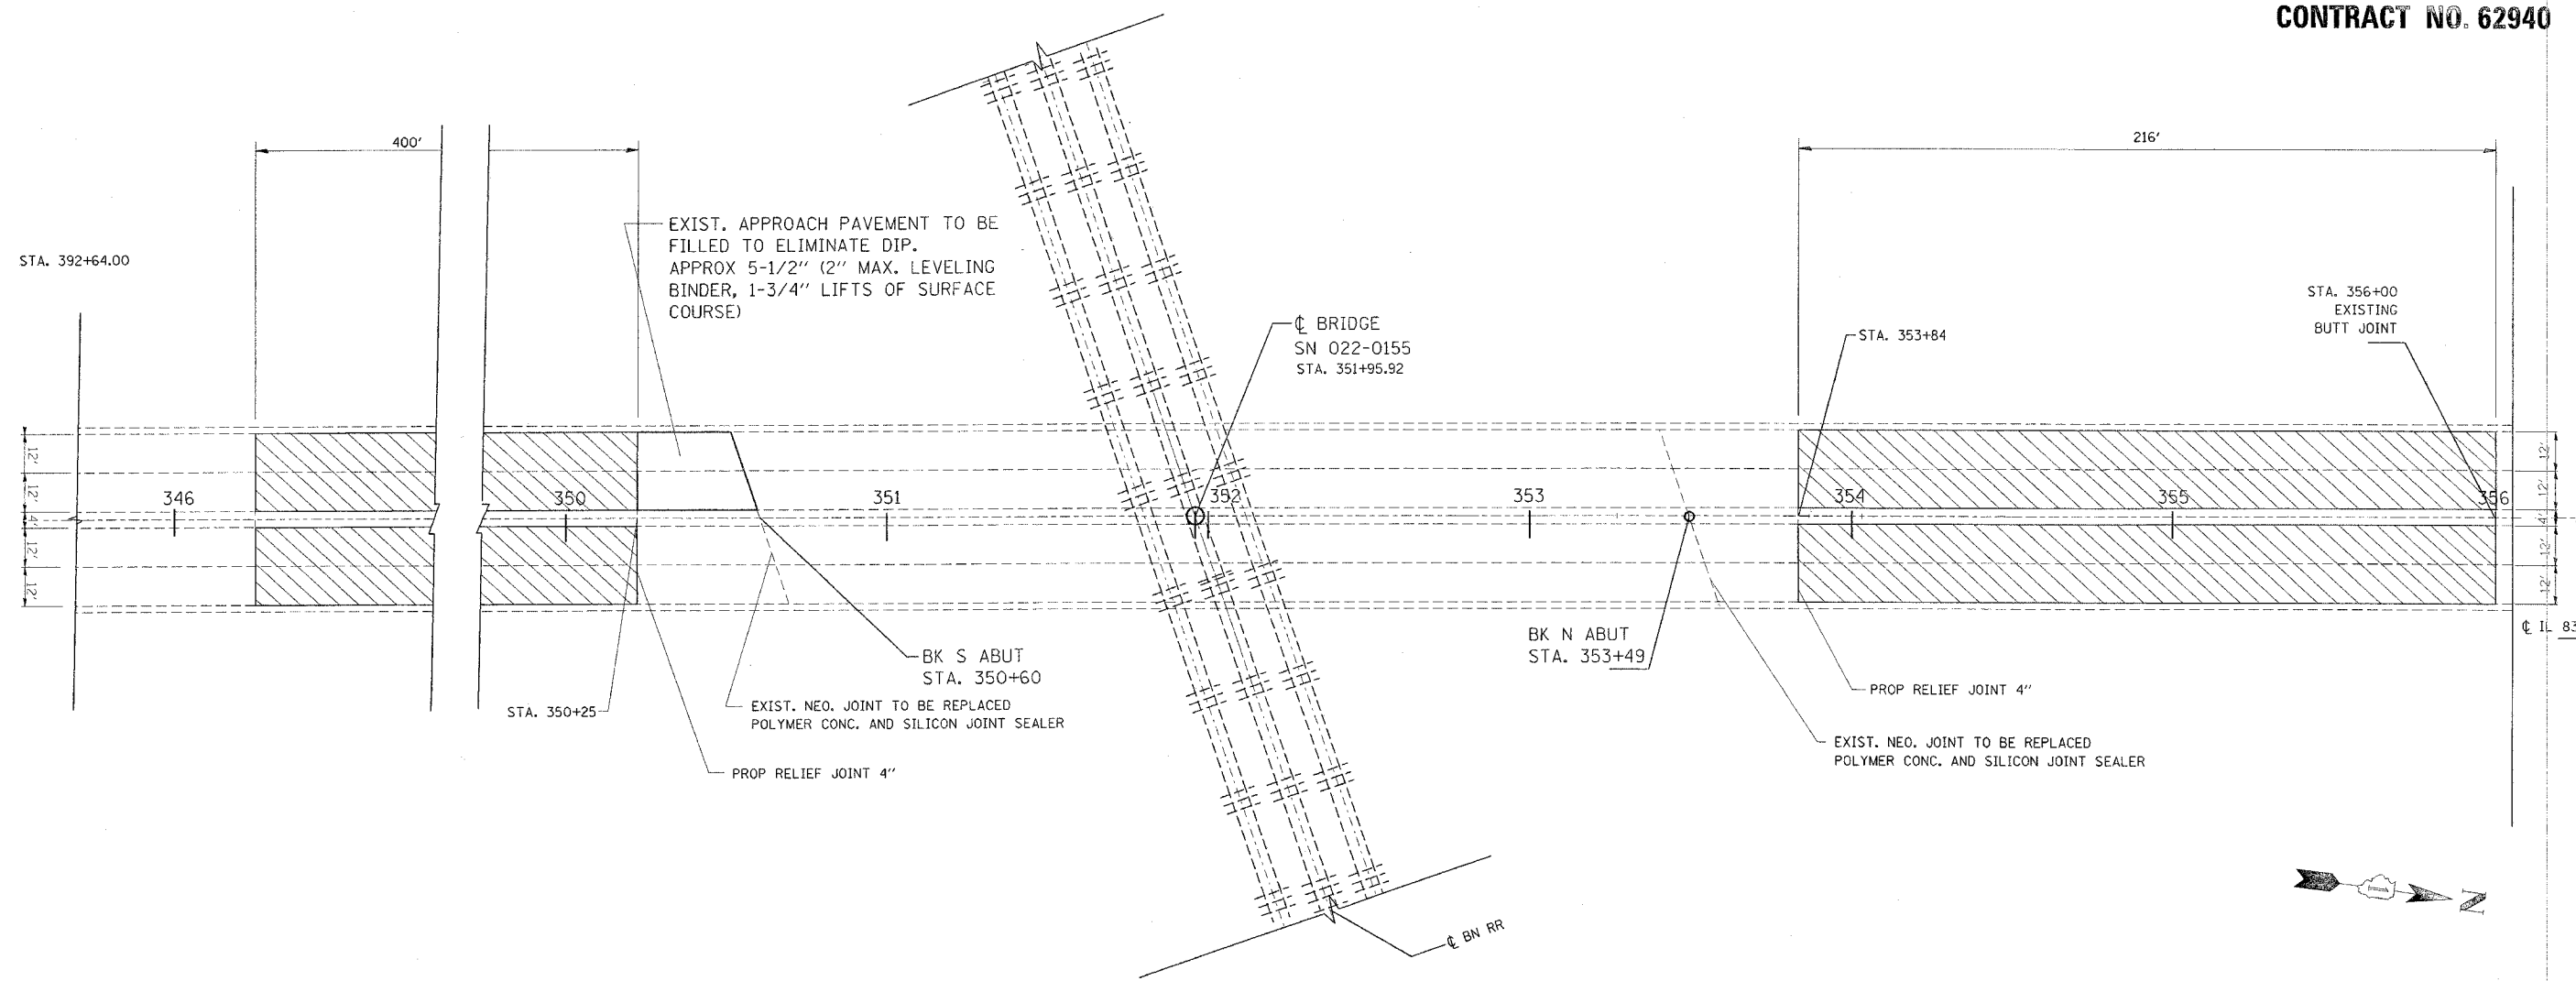 CONTRACT NO. 62940
400'
216'
STA. 392+64.00
EXIST. APPROACH PAVEMENT TO BE
FILLED TO ELIMINATE DIP.
APPROX 5-1/2" (2" MAX. LEVELING
BINDER, 1-3/4" LIFTS OF SURFACE
COURSE)
℄ BRIDGE
SN 022-0155
STA. 351+95.92
STA. 353+84
STA. 356+00
EXISTING
BUTT JOINT
12'
12'
4'
12'
12'
346
350
351
352
353
354
355
356
12'
12'
4'
12'
12'
℄ IL 83
BK S ABUT
STA. 350+60
BK N ABUT
STA. 353+49
STA. 350+25
EXIST. NEO. JOINT TO BE REPLACED
POLYMER CONC. AND SILICON JOINT SEALER
PROP RELIEF JOINT 4"
PROP RELIEF JOINT 4"
EXIST. NEO. JOINT TO BE REPLACED
POLYMER CONC. AND SILICON JOINT SEALER
℄ BN RR
N